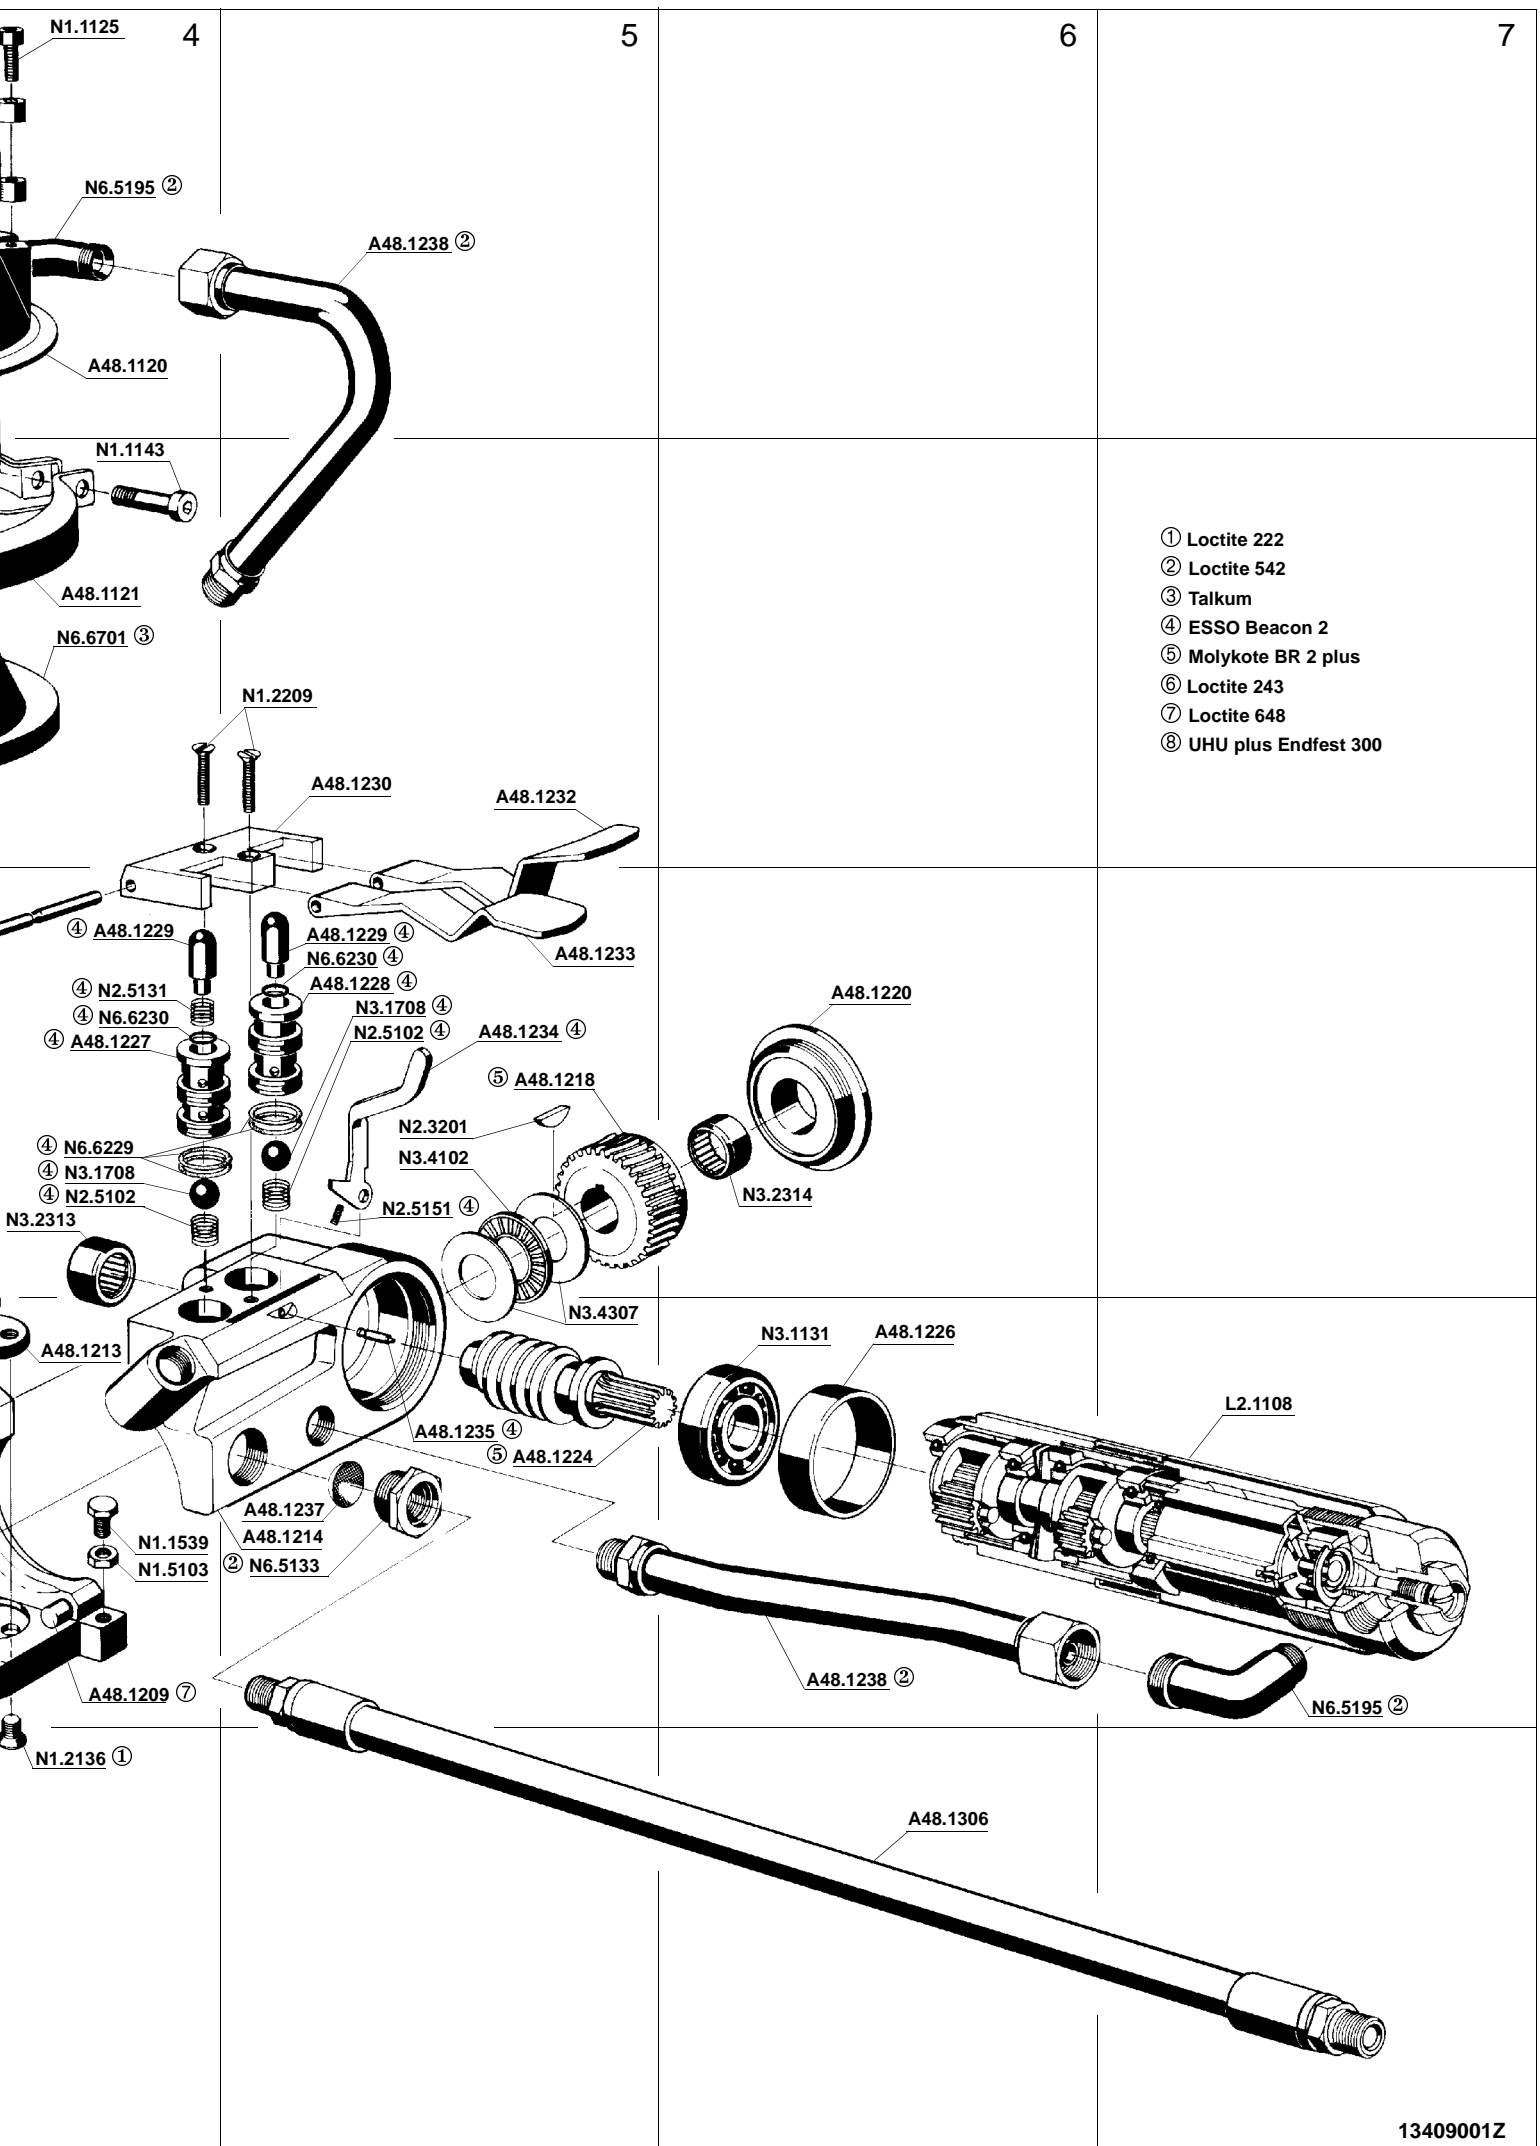 N1.1125
4
5
6
7
N6.5195 ②
A48.1238 ②
A48.1120
N1.1143
A48.1121
N6.6701 ③
① Loctite 222
② Loctite 542
③ Talkum
④ ESSO Beacon 2
⑤ Molykote BR 2 plus
⑥ Loctite 243
⑦ Loctite 648
⑧ UHU plus Endfest 300
N1.2209
A48.1230
A48.1232
④ A48.1229
A48.1229 ④
A48.1233
N6.6230 ④
④ N2.5131
A48.1228 ④
A48.1220
④ N6.6230
N3.1708 ④
④ A48.1227
N2.5102 ④
A48.1234 ④
⑤ A48.1218
N2.3201
④ N6.6229
N3.4102
④ N3.1708
④ N2.5102
N2.5151 ④
N3.2314
N3.2313
N3.4307
A48.1213
N3.1131
A48.1226
L2.1108
A48.1235 ④
⑤ A48.1224
A48.1237
N1.1539
A48.1214
N1.5103
② N6.5133
A48.1238 ②
A48.1209 ⑦
N6.5195 ②
N1.2136 ①
A48.1306
13409001Z